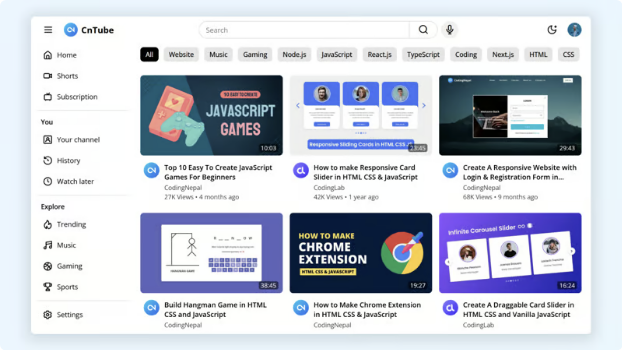 CnTube
Search
Home
Shorts
Subscription
You
Your channel
History
Watch later
Explore
Trending
Music
Gaming
Sports
Settings
All Website Music Gaming Node.js JavaScript React.js TypeScript Coding Next.js HTML CSS
TOP EASY TO CREATE
JAVASCRIPT
GAMES
10:03
Top 10 Easy To Create JavaScript
Games For Beginners
CodingNepal
27K Views • 4 months ago
Responsive Sliding Cards in HTML CSS
23:45
How to make Responsive Card
Slider in HTML CSS & JavaScript
CodingLab
42K Views • 1 year ago
29:43
Create A Responsive Website with
Login & Registration Form in...
CodingNepal
68K Views • 9 months ago
38:45
Build Hangman Game in HTML
CSS and JavaScript
CodingNepal
HOW TO MAKE
CHROME
EXTENSION
HTML CSS & JAVASCRIPT
19:27
How to Make Chrome Extension
in HTML CSS & JavaScript
CodingNepal
Infinite Carousel Slider
16:24
Create A Draggable Card Slider in
HTML CSS and Vanilla JavaScript
CodingLab